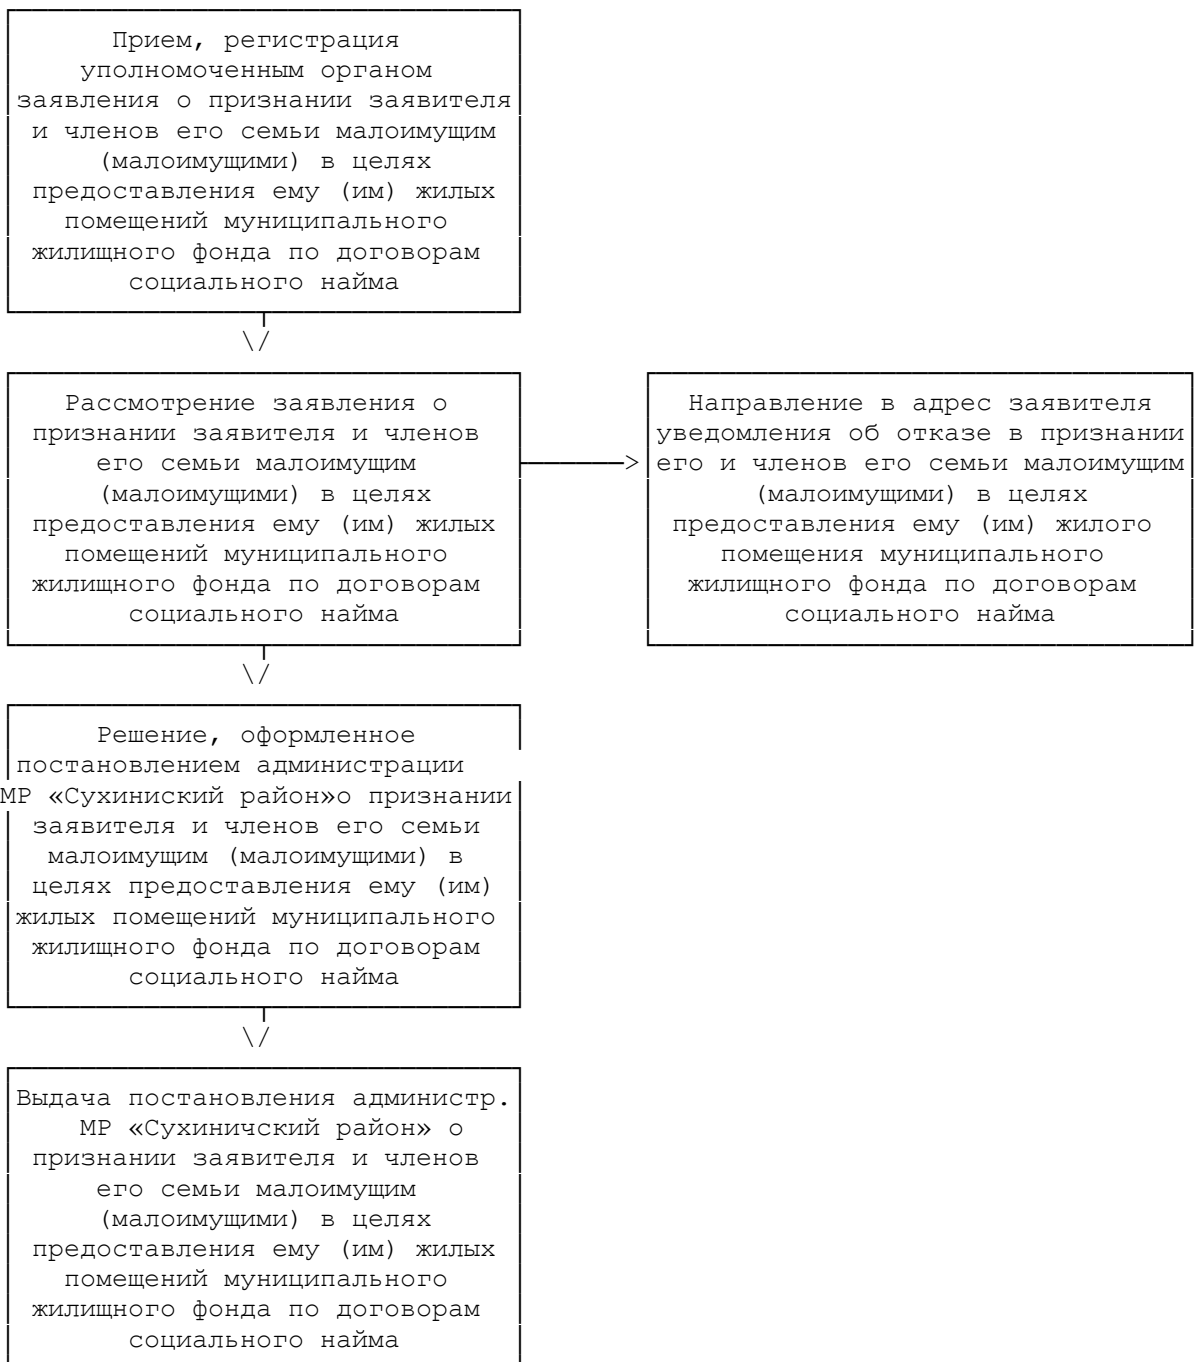 Прием, регистрация
уполномоченным органом
заявления о признании заявителя
и членов его семьи малоимущим
(малоимущими) в целях
предоставления ему (им) жилых
помещений муниципального
жилищного фонда по договорам
социального найма
\/
Рассмотрение заявления о
признании заявителя и членов
его семьи малоимущим
(малоимущими) в целях
предоставления ему (им) жилых
помещений муниципального
жилищного фонда по договорам
социального найма
>
Направление в адрес заявителя
уведомления об отказе в признании
его и членов его семьи малоимущим
(малоимущими) в целях
предоставления ему (им) жилого
помещения муниципального
жилищного фонда по договорам
социального найма
\/
Решение, оформленное
постановлением администрации
МР «Сухиниский район»о признании
заявителя и членов его семьи
малоимущим (малоимущими) в
целях предоставления ему (им)
жилых помещений муниципального
жилищного фонда по договорам
социального найма
\/
Выдача постановления администр.
МР «Сухиничский район» о
признании заявителя и членов
его семьи малоимущим
(малоимущими) в целях
предоставления ему (им) жилых
помещений муниципального
жилищного фонда по договорам
социального найма